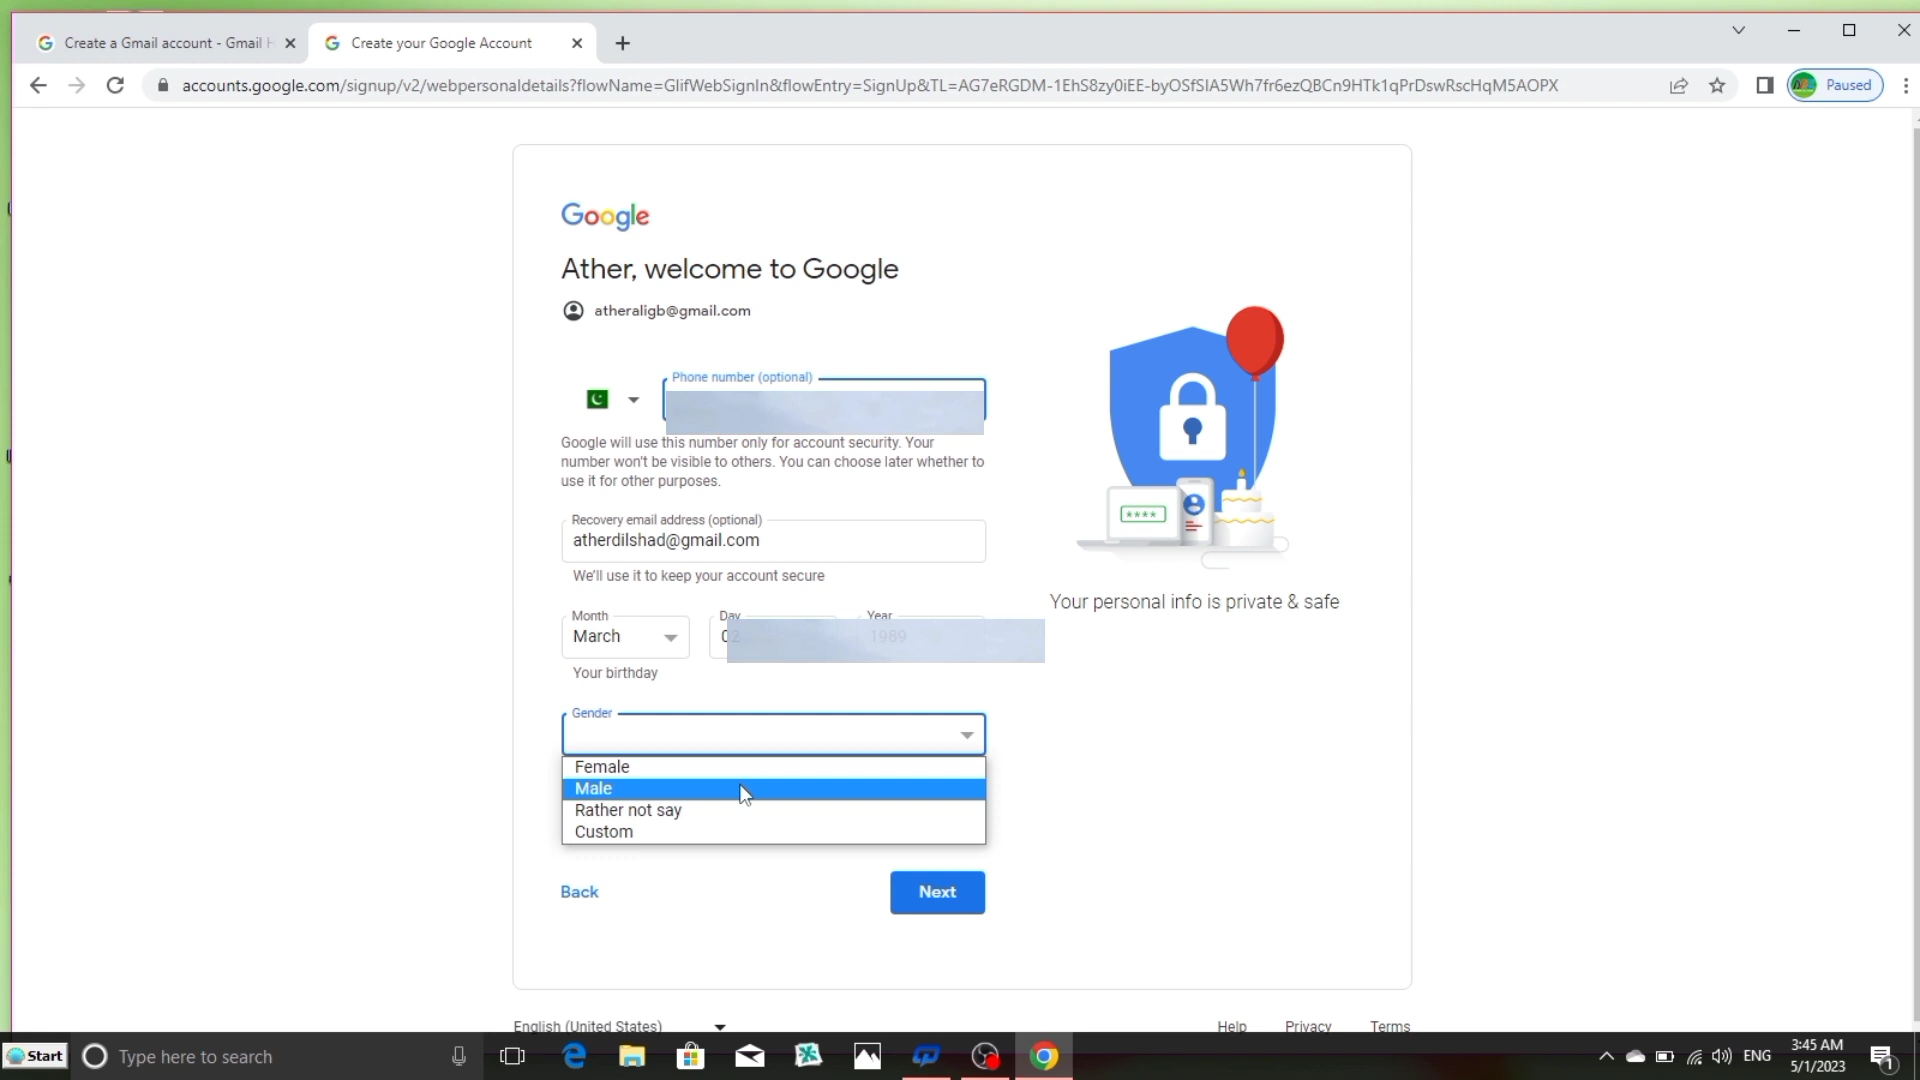 Create a Gmail account - Gmail H
Create your Google Account
accounts.google.com/signup/v2/webpersonaldetails?flowName=GlifWebSignIn&flowEntry=SignUp&TL=AG7eRGDM-1EhS8zy0iEE-byOSfSIA5Wh7fr6ezQBCn9HTk1qPrDswRscHqM5AOPX
Paused
Google
Ather, welcome to Google
atheraligb@gmail.com
Phone number (optional)
Google will use this number only for account security. Your
number won't be visible to others. You can choose later whether to
use it for other purposes.
Recovery email address (optional)
atherdilshad@gmail.com
We'll use it to keep your account secure
Month
Day
Year
March
02
1989
Your birthday
Gender
Female
Male
Rather not say
Custom
Back
Next
****
Your personal info is private & safe
English (United States)
Help
Privacy
Terms
Start
Type here to search
ENG
3:45 AM
5/1/2023
1